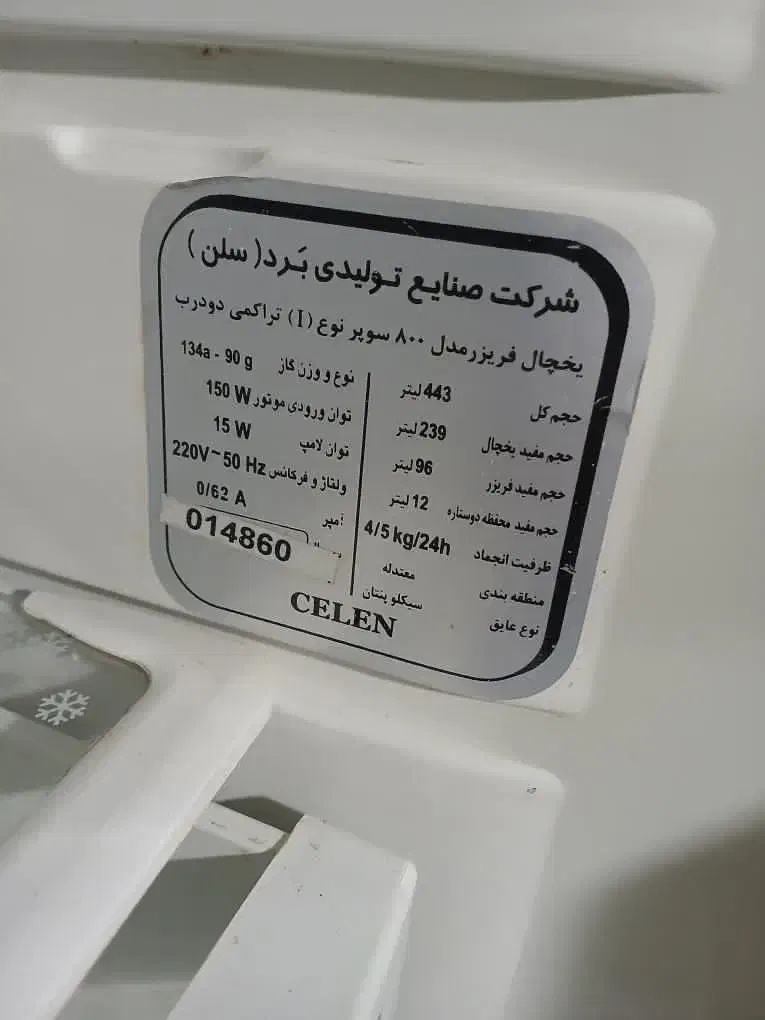 شرکت صنایع تولیدی بَرد( سلن )
یخچال فریزر مدل ۸۰۰ سوپر نوع (I) تراکمی دودرب
حجم کل 443 لیتر
حجم مفید یخچال 239 لیتر
حجم مفید فریزر 96 لیتر
حجم مفید محفظه دوستاره 12 لیتر
ظرفیت انجماد 4/5 kg/24h
منطقه بندی معتدله
نوع عایق سیکلو پنتان
نوع و وزن گاز 134a - 90 g
توان ورودی موتور 150 W
توان لامپ 15 W
ولتاژ و فرکانس 220V~50 Hz
آمپر 0/62 A
014860
CELEN